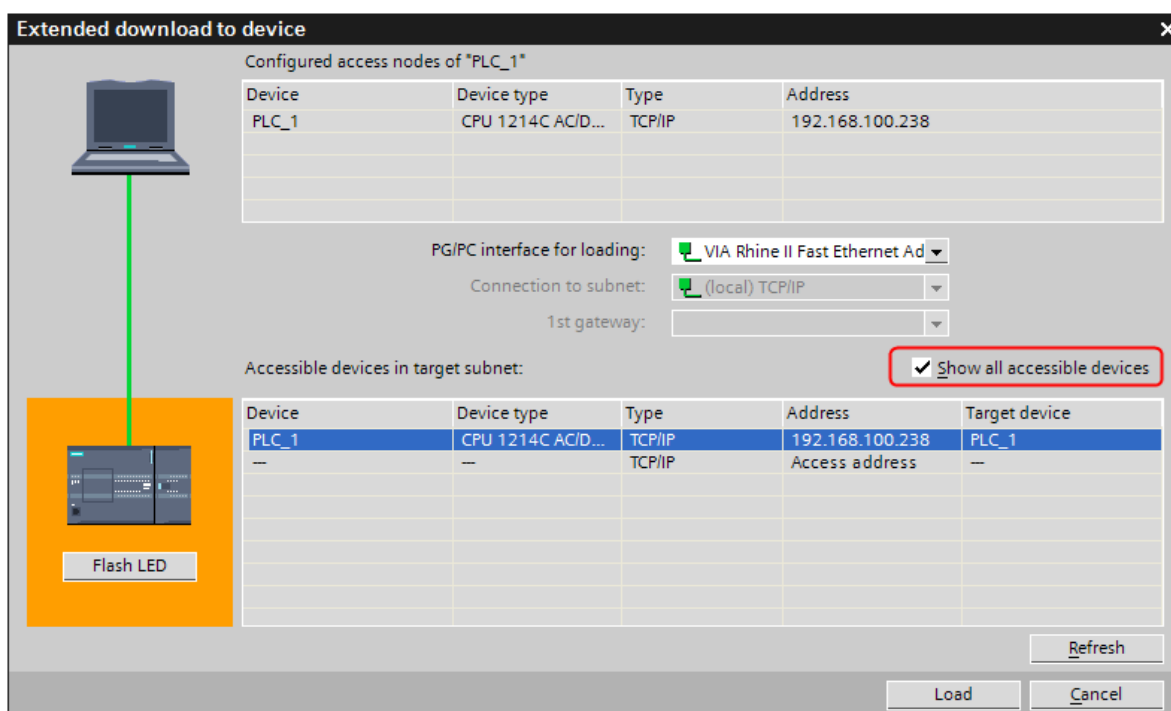 Extended download to device
Configured access nodes of "PLC_1"
Device Device type Type Address
PLC_1 CPU 1214C AC/D... TCP/IP 192.168.100.238
PG/PC interface for loading: VIA Rhine II Fast Ethernet Ad
Connection to subnet: (local) TCP/IP
1st gateway:
Accessible devices in target subnet: Show all accessible devices
Device Device type Type Address Target device
PLC_1 CPU 1214C AC/D... TCP/IP 192.168.100.238 PLC_1
--- --- TCP/IP Access address ---
Flash LED
Refresh
Load Cancel